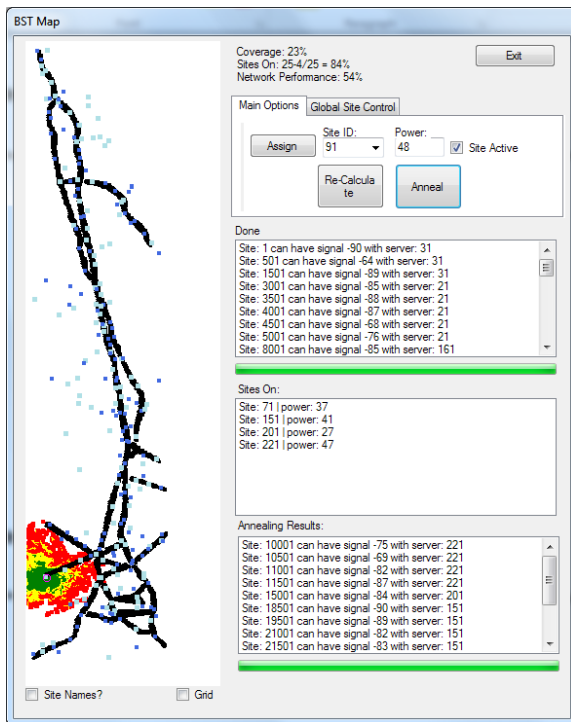 BST Map
Coverage: 23%
Sites On: 25-4/25 = 84%
Network Perfomance: 54%
Exit
Main Options
Global Site Control
Site ID:
Power:
Assign
91
48
Site Active
Re-Calcula
te
Anneal
Done
Site: 1 can have signal -90 with server: 31
Site: 501 can have signal -64 with server: 31
Site: 1501 can have signal -89 with server: 31
Site: 3001 can have signal -85 with server: 21
Site: 3501 can have signal -88 with server: 21
Site: 4001 can have signal -87 with server: 21
Site: 4501 can have signal -68 with server: 21
Site: 5001 can have signal -76 with server: 21
Site: 8001 can have signal -85 with server: 161
Sites On:
Site: 71 | power: 37
Site: 151 | power: 41
Site: 201 | power: 27
Site: 221 | power: 47
Annealing Results:
Site: 10001 can have signal -75 with server: 221
Site: 10501 can have signal -69 with server: 221
Site: 11001 can have signal -82 with server: 221
Site: 11501 can have signal -87 with server: 221
Site: 15001 can have signal -84 with server: 201
Site: 18501 can have signal -90 with server: 151
Site: 19501 can have signal -89 with server: 151
Site: 21001 can have signal -82 with server: 151
Site: 21501 can have signal -83 with server: 151
Site Names?
Grid